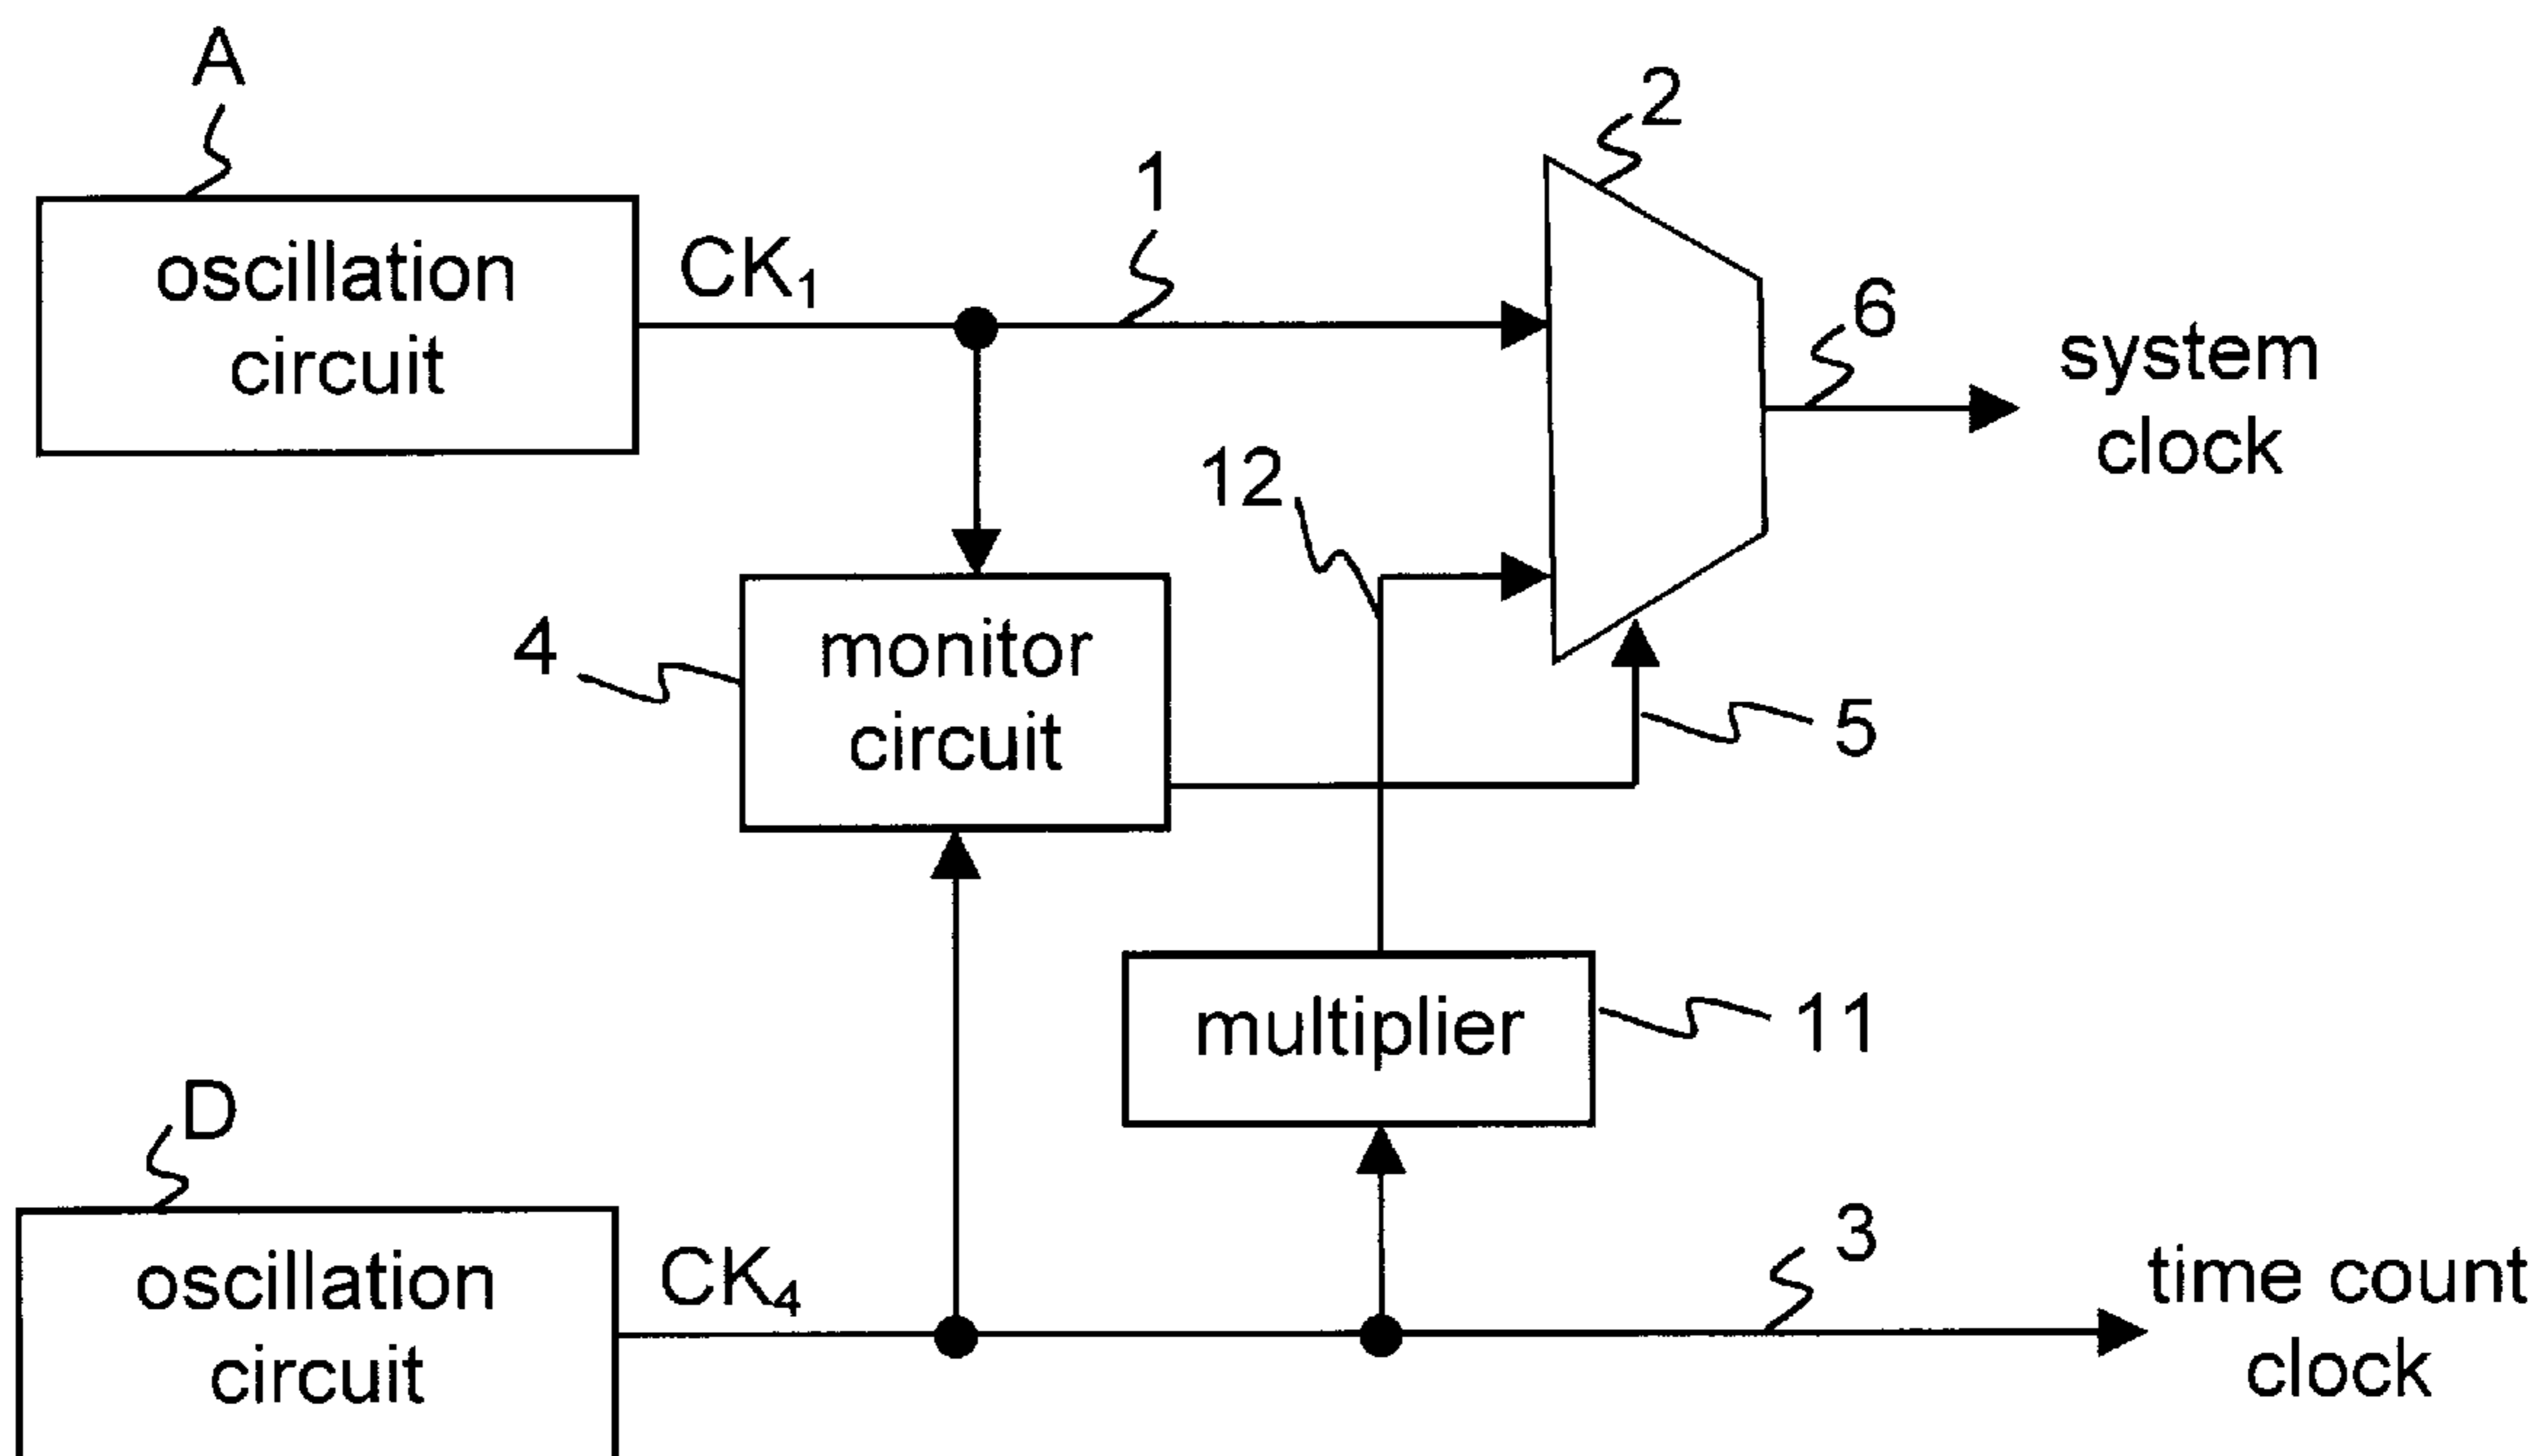 A
2
1
oscillation
circuit
CK₁
6
system
clock
12
4
monitor
circuit
5
multiplier
11
D
3
oscillation
circuit
CK₄
time count
clock